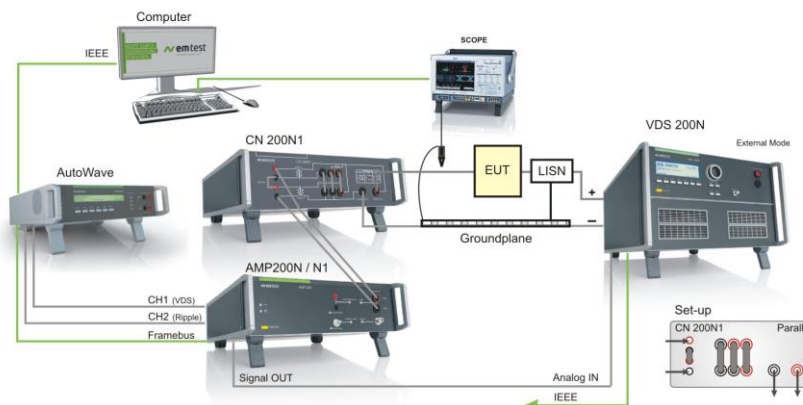 Computer
IEEE
emtest
SCOPE
CN 200N1
VDS 200N
External Mode
AutoWave
EUT
LISN
+
–
Groundplane
AMP200N / N1
CH1 (VDS)
CH2 (Ripple)
Framebus
Signal OUT
Analog IN
IEEE
Set-up
CN 200N1
Parall